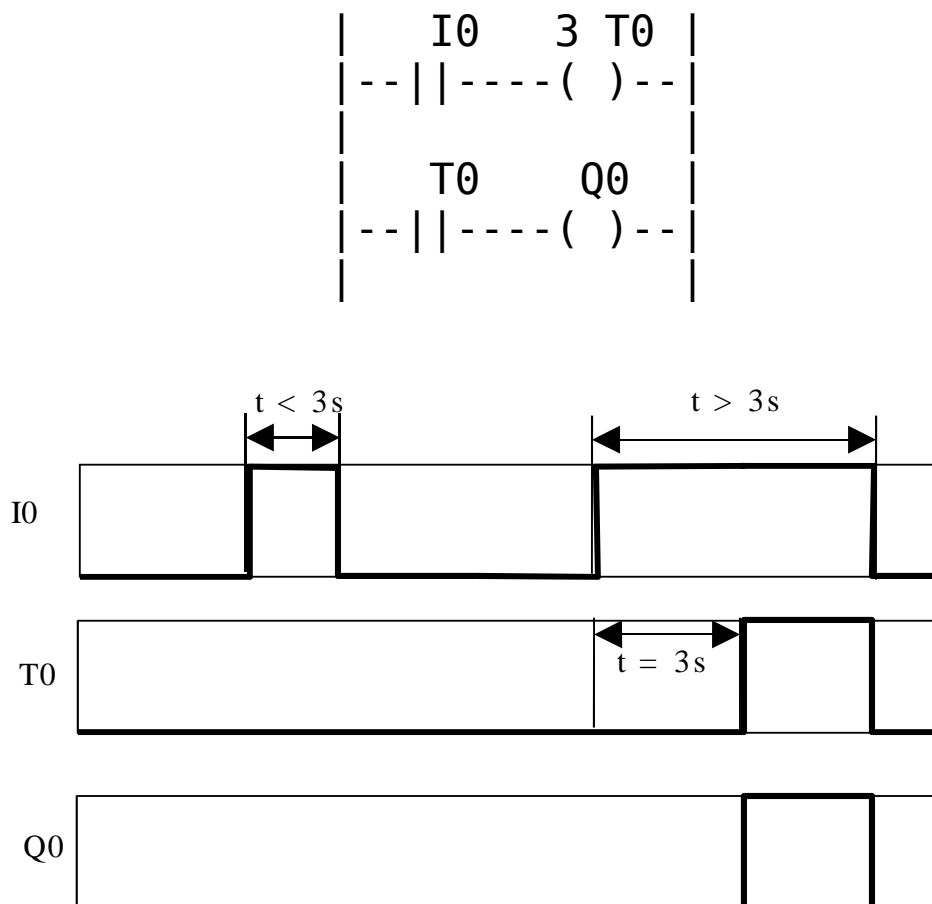 |   I0   3 T0 |
|--||----( )--|
|             |
|   T0    Q0  |
|--||----( )--|
|             |
t < 3s
t > 3s
I0
t = 3s
T0
Q0